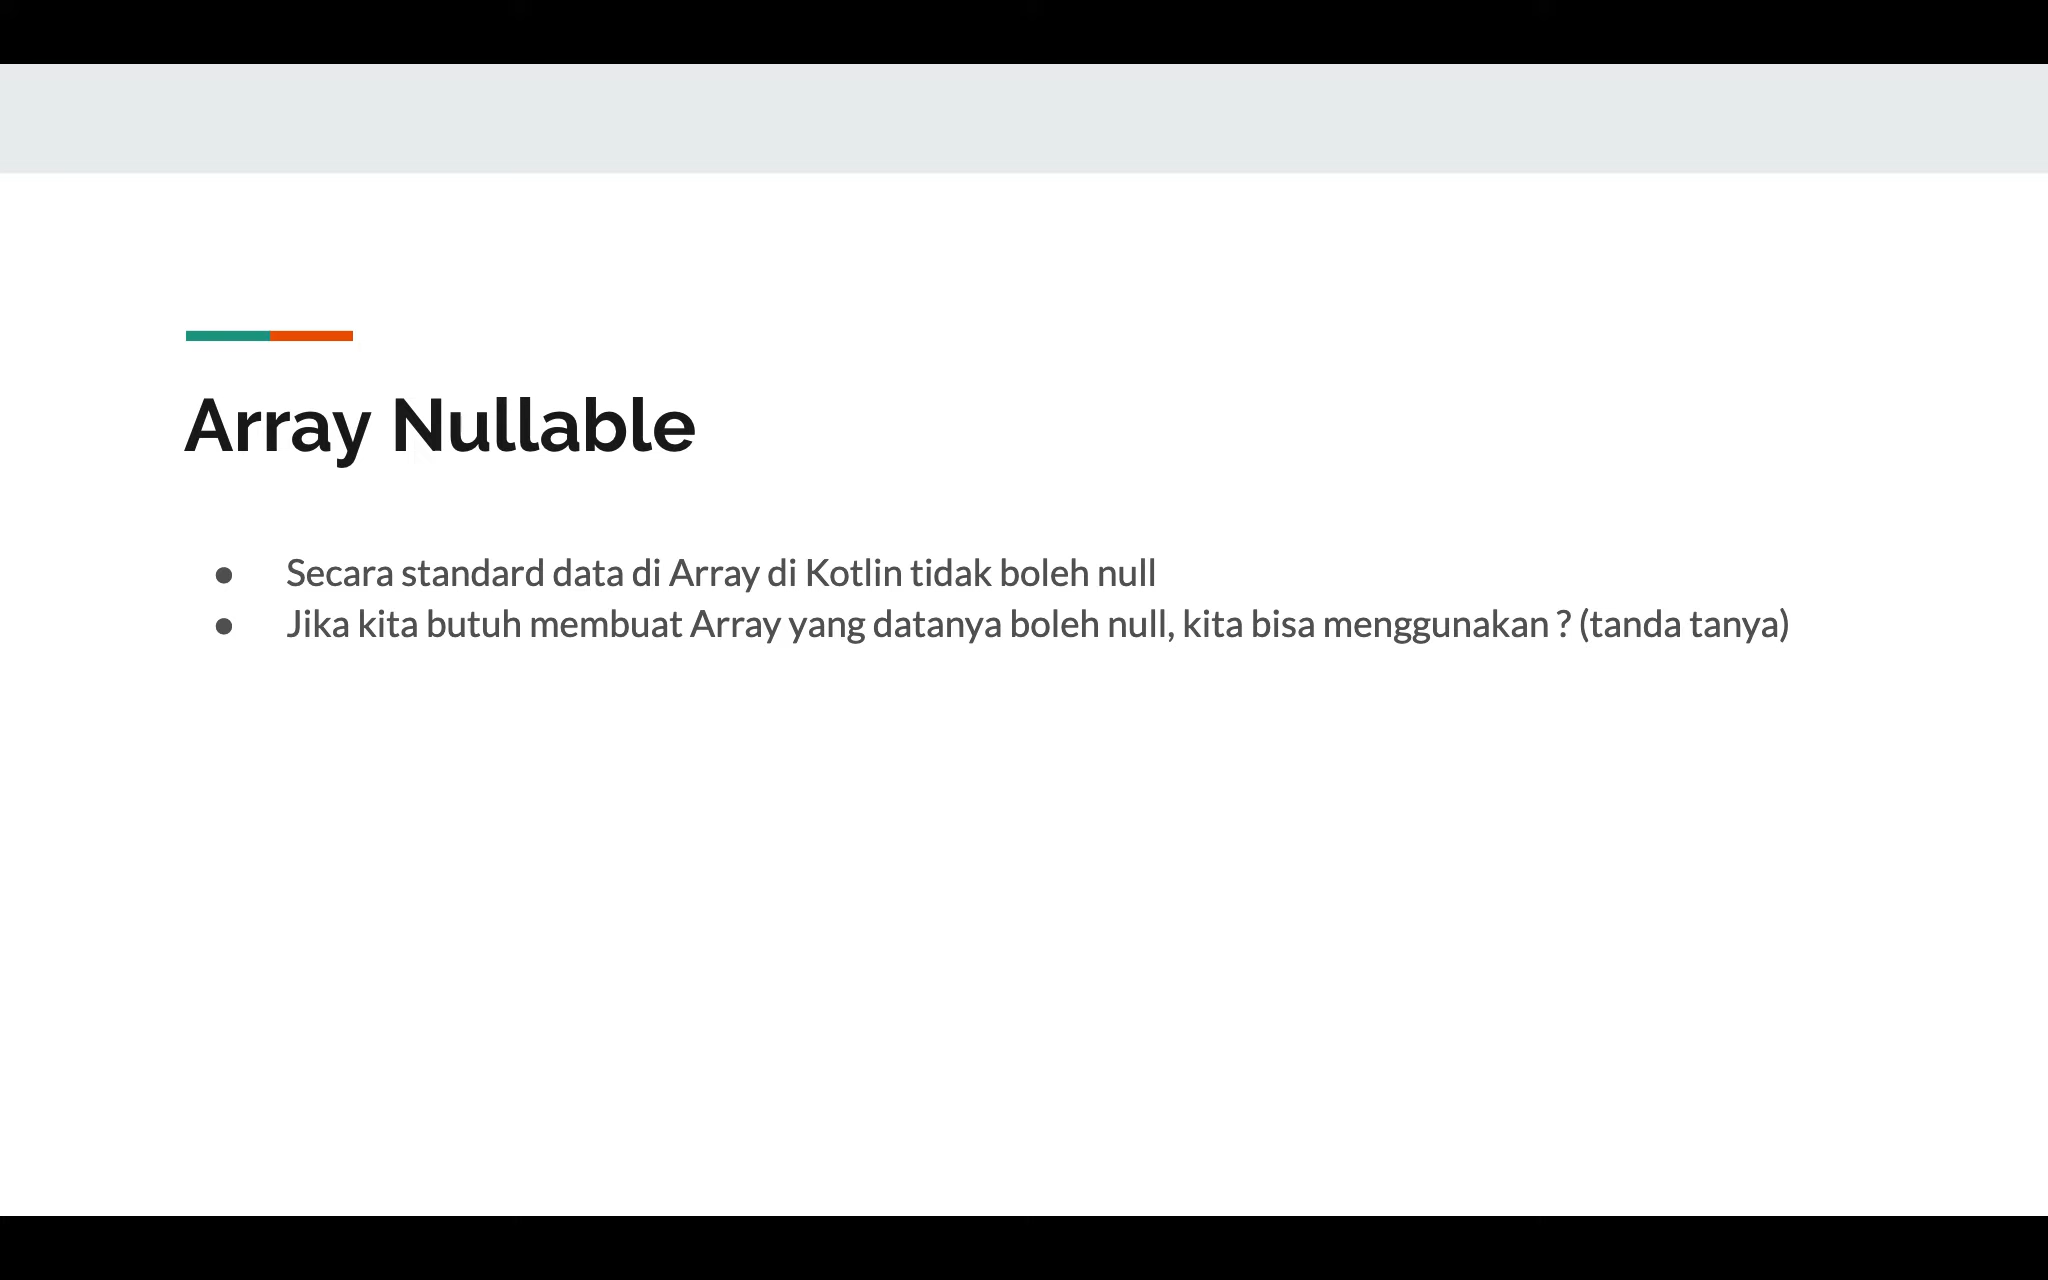 Array Nullable
● Secara standard data di Array di Kotlin tidak boleh null
● Jika kita butuh membuat Array yang datanya boleh null, kita bisa menggunakan ? (tanda tanya)